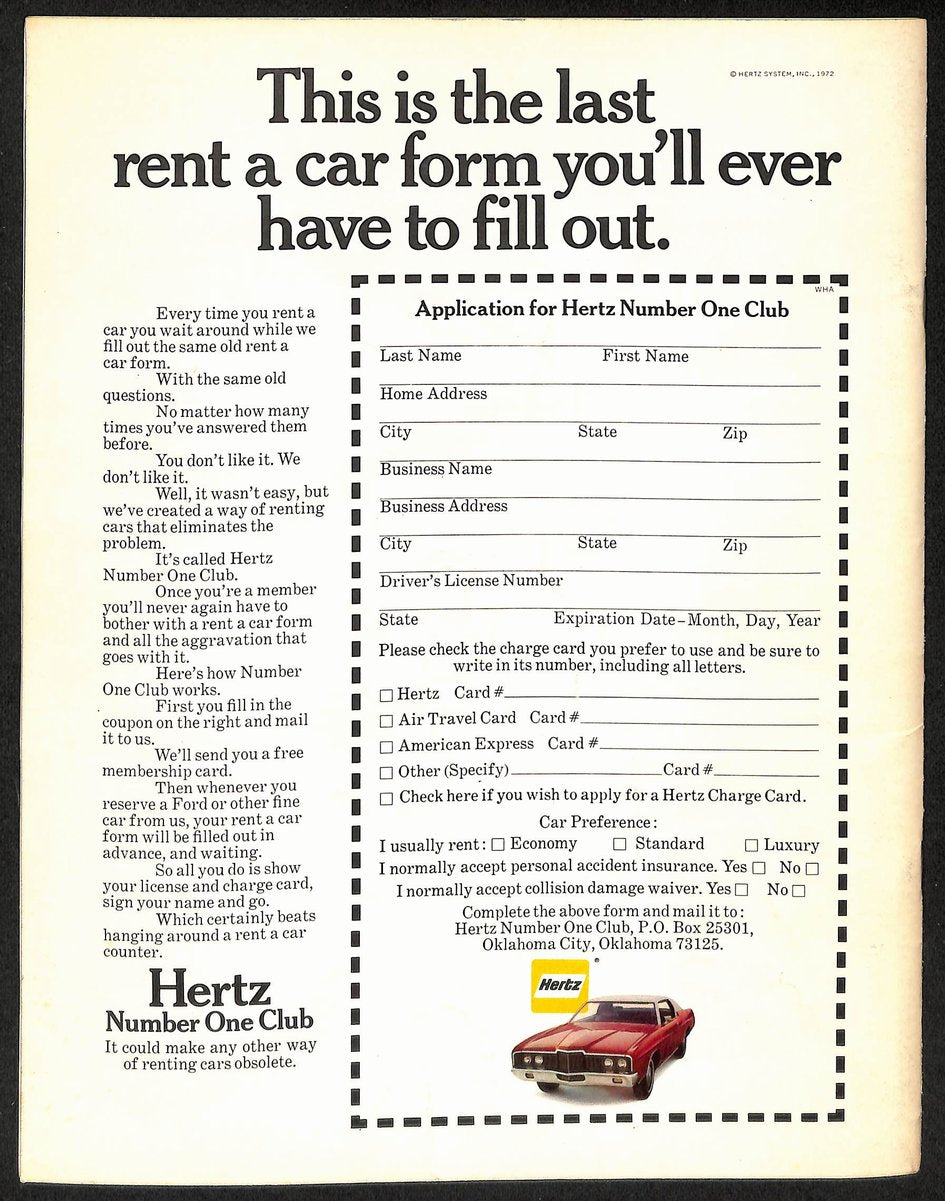 © HERTZ SYSTEM, INC., 1972
This is the last
rent a car form you'll ever
have to fill out.
Every time you rent a
car you wait around while we
fill out the same old rent a
car form.
With the same old
questions.
No matter how many
times you've answered them
before.
You don't like it. We
don't like it.
Well, it wasn't easy, but
we've created a way of renting
cars that eliminates the
problem.
It's called Hertz
Number One Club.
Once you're a member
you'll never again have to
bother with a rent a car form
and all the aggravation that
goes with it.
Here's how Number
One Club works.
First you fill in the
coupon on the right and mail
it to us.
We'll send you a free
membership card.
Then whenever you
reserve a Ford or other fine
car from us, your rent a car
form will be filled out in
advance, and waiting.
So all you do is show
your license and charge card,
sign your name and go.
Which certainly beats
hanging around a rent a car
counter.
Hertz
Number One Club
It could make any other way
of renting cars obsolete.
WHA
Application for Hertz Number One Club
Last Name First Name
Home Address
City State Zip
Business Name
Business Address
City State Zip
Driver's License Number
State Expiration Date–Month, Day, Year
Please check the charge card you prefer to use and be sure to
write in its number, including all letters.
☐ Hertz Card #
☐ Air Travel Card Card #
☐ American Express Card #
☐ Other (Specify) Card #
☐ Check here if you wish to apply for a Hertz Charge Card.
Car Preference:
I usually rent: ☐ Economy ☐ Standard ☐ Luxury
I normally accept personal accident insurance. Yes ☐ No ☐
I normally accept collision damage waiver. Yes ☐ No ☐
Complete the above form and mail it to:
Hertz Number One Club, P.O. Box 25301,
Oklahoma City, Oklahoma 73125.
Hertz ®